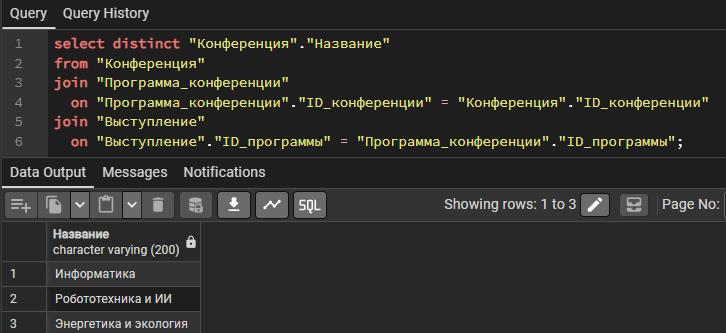 Query Query History
1 select distinct "Конференция"."Название"
2 from "Конференция"
3 join "Программа_конференции"
4 on "Программа_конференции"."ID_конференции" = "Конференция"."ID_конференции"
5 join "Выступление"
6 on "Выступление"."ID_программы" = "Программа_конференции"."ID_программы";
Data Output Messages Notifications
SQL Showing rows: 1 to 3 Page No:
Название
character varying (200)
1 Информатика
2 Робототехника и ИИ
3 Энергетика и экология